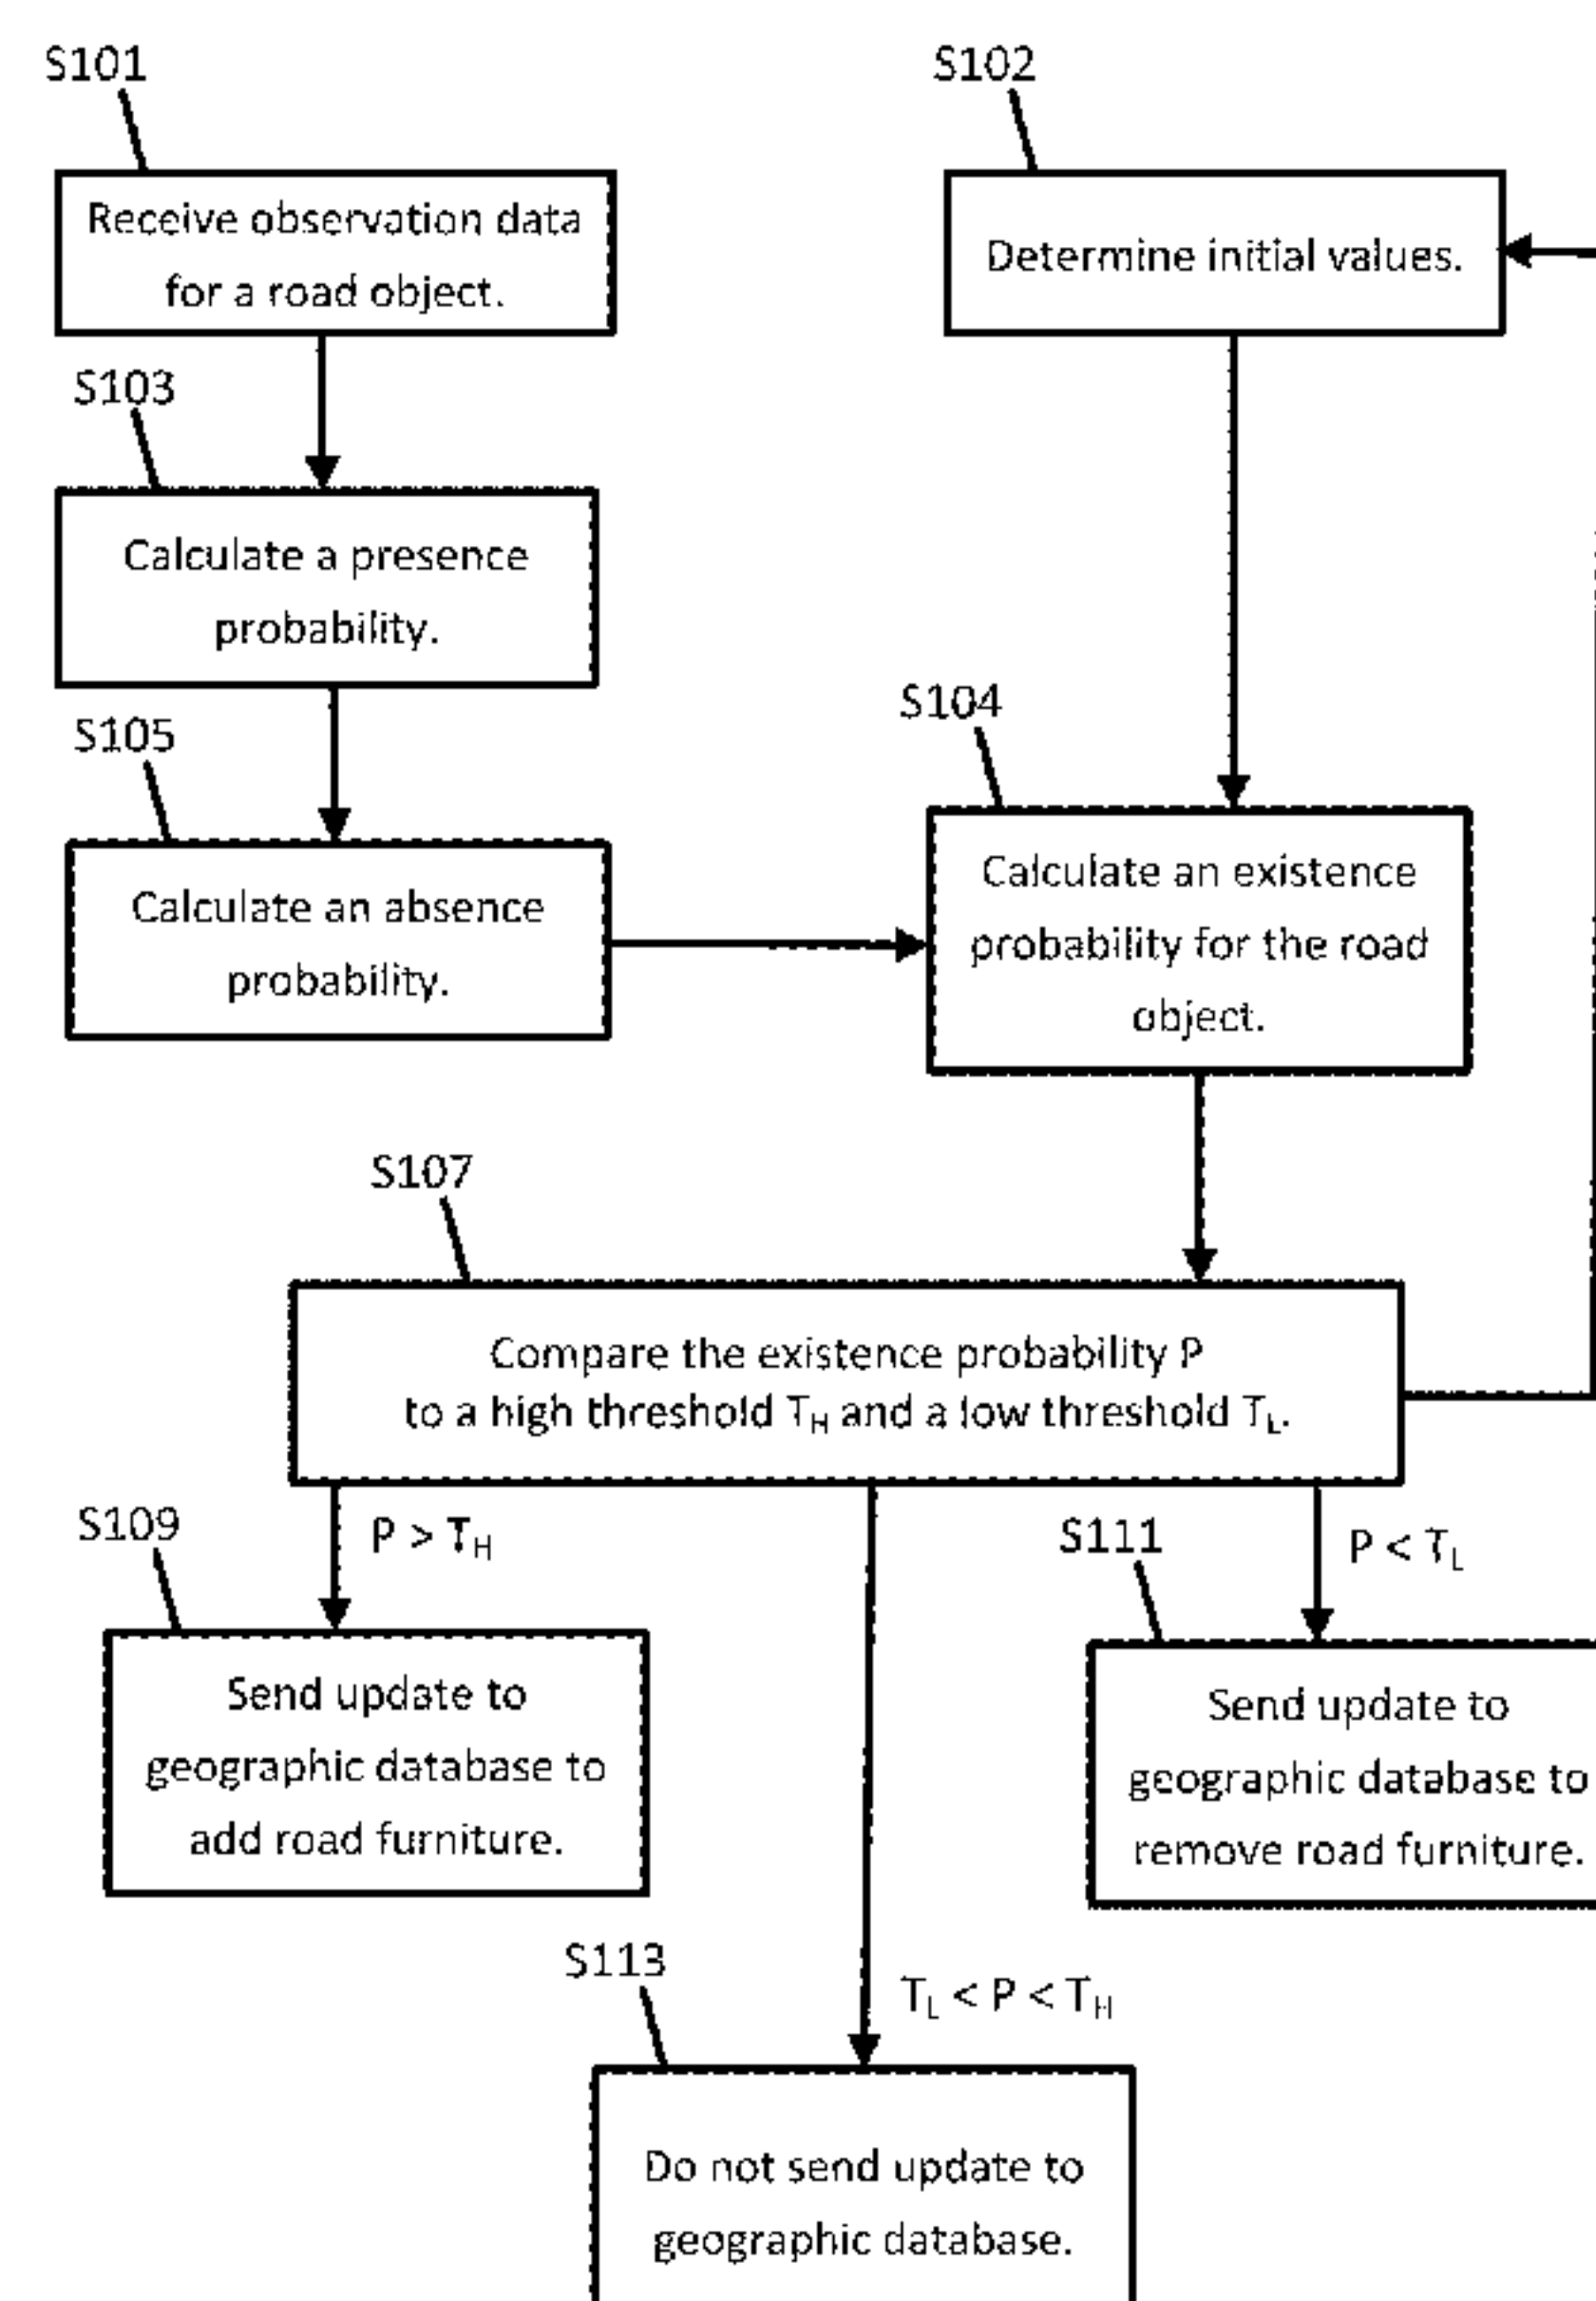 S101
Receive observation data
for a road object.
S102
Determine initial values.
S103
Calculate a presence
probability.
S105
Calculate an absence
probability.
S104
Calculate an existence
probability for the road
object.
S107
Compare the existence probability P
to a high threshold T_H and a low threshold T_L.
S109
P > T_H
Send update to
geographic database to
add road furniture.
S111
P < T_L
Send update to
geographic database to
remove road furniture.
S113
T_L < P < T_H
Do not send update to
geographic database.